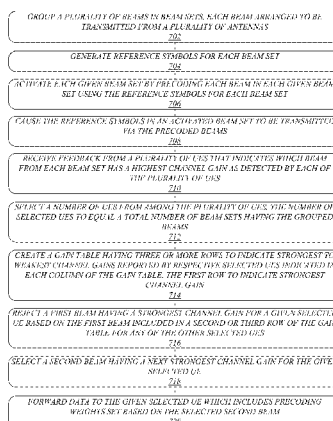 GROUP A PLURALITY OF BEAMS IN BEAM SETS, EACH BEAM ARRANGED TO BE
TRANSMITTED FROM A PLURALITY OF ANTENNAS
702
GENERATE REFERENCE SYMBOLS FOR EACH BEAM SET
704
ACTIVATE EACH GIVEN BEAM SET BY PRECODING EACH BEAM IN EACH GIVEN BEAM
SET USING THE REFERENCE SYMBOLS FOR EACH BEAM SET
706
CAUSE THE REFERENCE SYMBOLS IN AN ACTIVATED BEAM SET TO BE TRANSMITTED
VIA THE PRECODED BEAMS
708
RECEIVE FEEDBACK FROM A PLURALITY OF UES THAT INDICATES WHICH BEAM
FROM EACH BEAM SET HAS A HIGHEST CHANNEL GAIN AS DETECTED BY EACH OF
THE PLURALITY OF UES
710
SELECT A NUMBER OF UES FROM AMONG THE PLURALITY OF UES, THE NUMBER OF
SELECTED UES TO EQUAL A TOTAL NUMBER OF BEAM SETS HAVING THE GROUPED
BEAMS
712
CREATE A GAIN TABLE HAVING THREE OR MORE ROWS TO INDICATE STRONGEST TO
WEAKEST CHANNEL GAINS REPORTED BY RESPECTIVE SELECTED UES INDICATED IN
EACH COLUMN OF THE GAIN TABLE, THE FIRST ROW TO INDICATE STRONGEST
CHANNEL GAIN
714
REJECT A FIRST BEAM HAVING A STRONGEST CHANNEL GAIN FOR A GIVEN SELECTED
UE BASED ON THE FIRST BEAM INCLUDED IN A SECOND OR THIRD ROW OF THE GAIN
TABLE FOR ANY OF THE OTHER SELECTED UES
716
SELECT A SECOND BEAM HAVING A NEXT STRONGEST CHANNEL GAIN FOR THE GIVEN
SELECTED UE
718
FORWARD DATA TO THE GIVEN SELECTED UE WHICH INCLUDES PRECODING
WEIGHTS SET BASED ON THE SELECTED SECOND BEAM
720